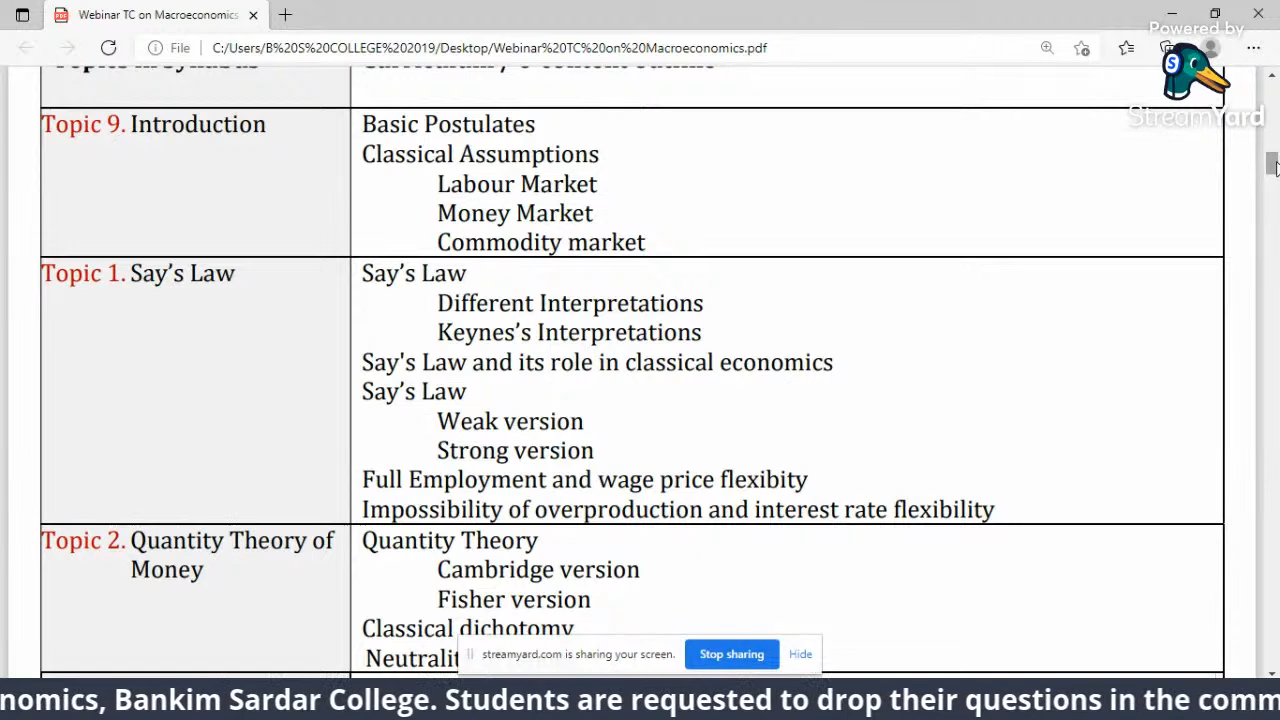 Webinar TC on Macroeconomics
File C:/Users/B%20S%20COLLEGE%202019/Desktop/Webinar%20TC%20on%20Macroeconomics.pdf
Powered by
StreamYard
Topic 9. Introduction
Basic Postulates
Classical Assumptions
Labour Market
Money Market
Commodity market
Topic 1. Say’s Law
Say’s Law
Different Interpretations
Keynes’s Interpretations
Say's Law and its role in classical economics
Say’s Law
Weak version
Strong version
Full Employment and wage price flexibity
Impossibility of overproduction and interest rate flexibility
Topic 2. Quantity Theory of
Money
Quantity Theory
Cambridge version
Fisher version
Classical dichotomy
streamyard.com is sharing your screen. Stop sharing Hide
nomics, Bankim Sardar College. Students are requested to drop their questions in the comm